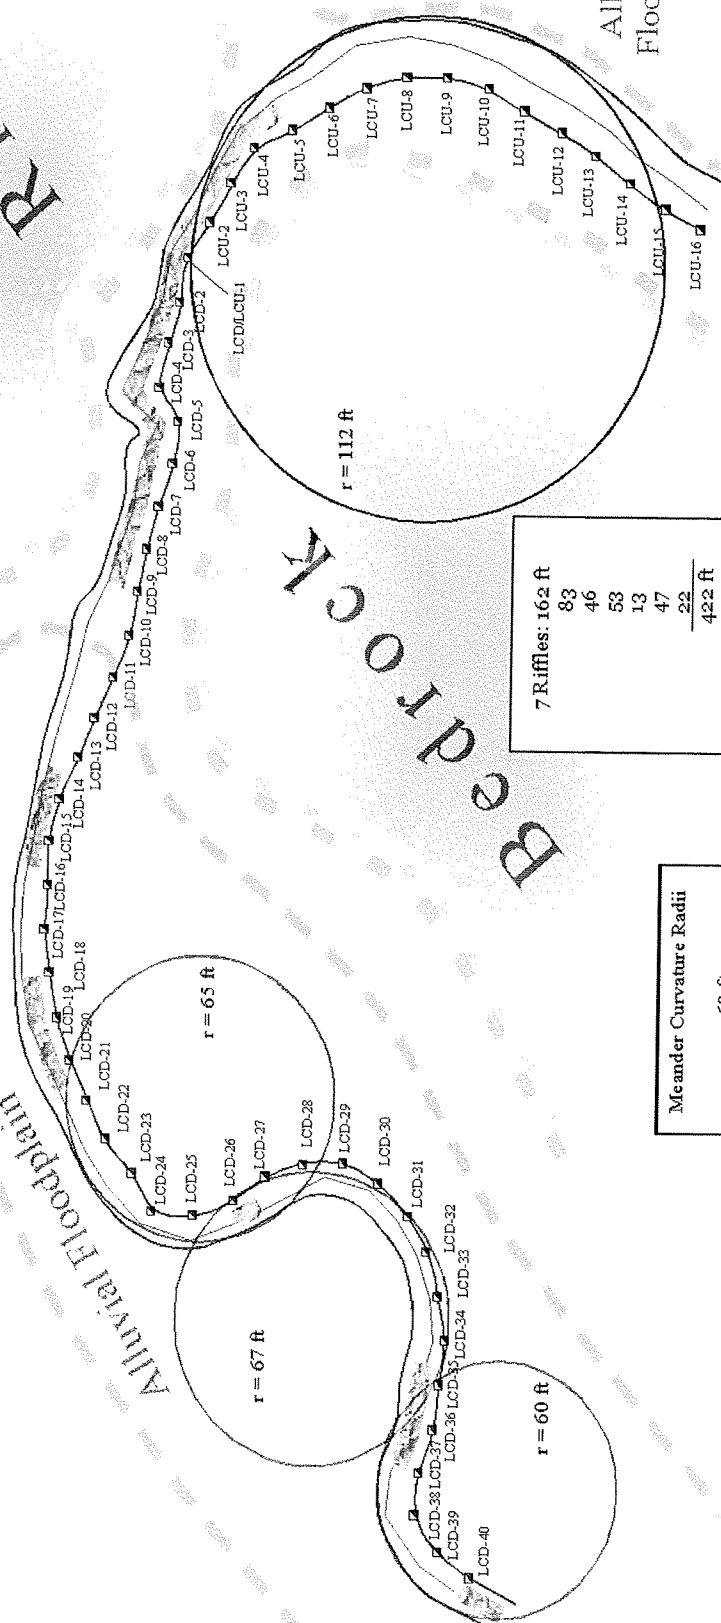 R
Al
Floo
LCU-16
LCU-15
LCU-14
LCU-13
LCU-12
LCU-11
LCU-10
LCU-9
LCU-8
LCU-7
LCU-6
LCU-5
LCU-4
LCU-3
LCU-2
LCD/LCU-1
LCD-2
LCD-3
LCD-4
LCD-5
LCD-6
LCD-7
LCD-8
LCD-9
LCD-10
LCD-11
LCD-12
LCD-13
LCD-14
LCD-15
LCD-16
LCD-17
LCD-18
LCD-19
LCD-20
LCD-21
LCD-22
LCD-23
LCD-24
LCD-25
LCD-26
LCD-27
LCD-28
LCD-29
LCD-30
LCD-31
LCD-32
LCD-33
LCD-34
LCD-35
LCD-36
LCD-37
LCD-38
LCD-39
LCD-40
r = 112 ft
r = 65 ft
r = 67 ft
r = 60 ft
Bedrock
Alluvial Floodplain
7 Riffles: 162 ft
83
46
53
13
47
22
422 ft
Meander Curvature Radii